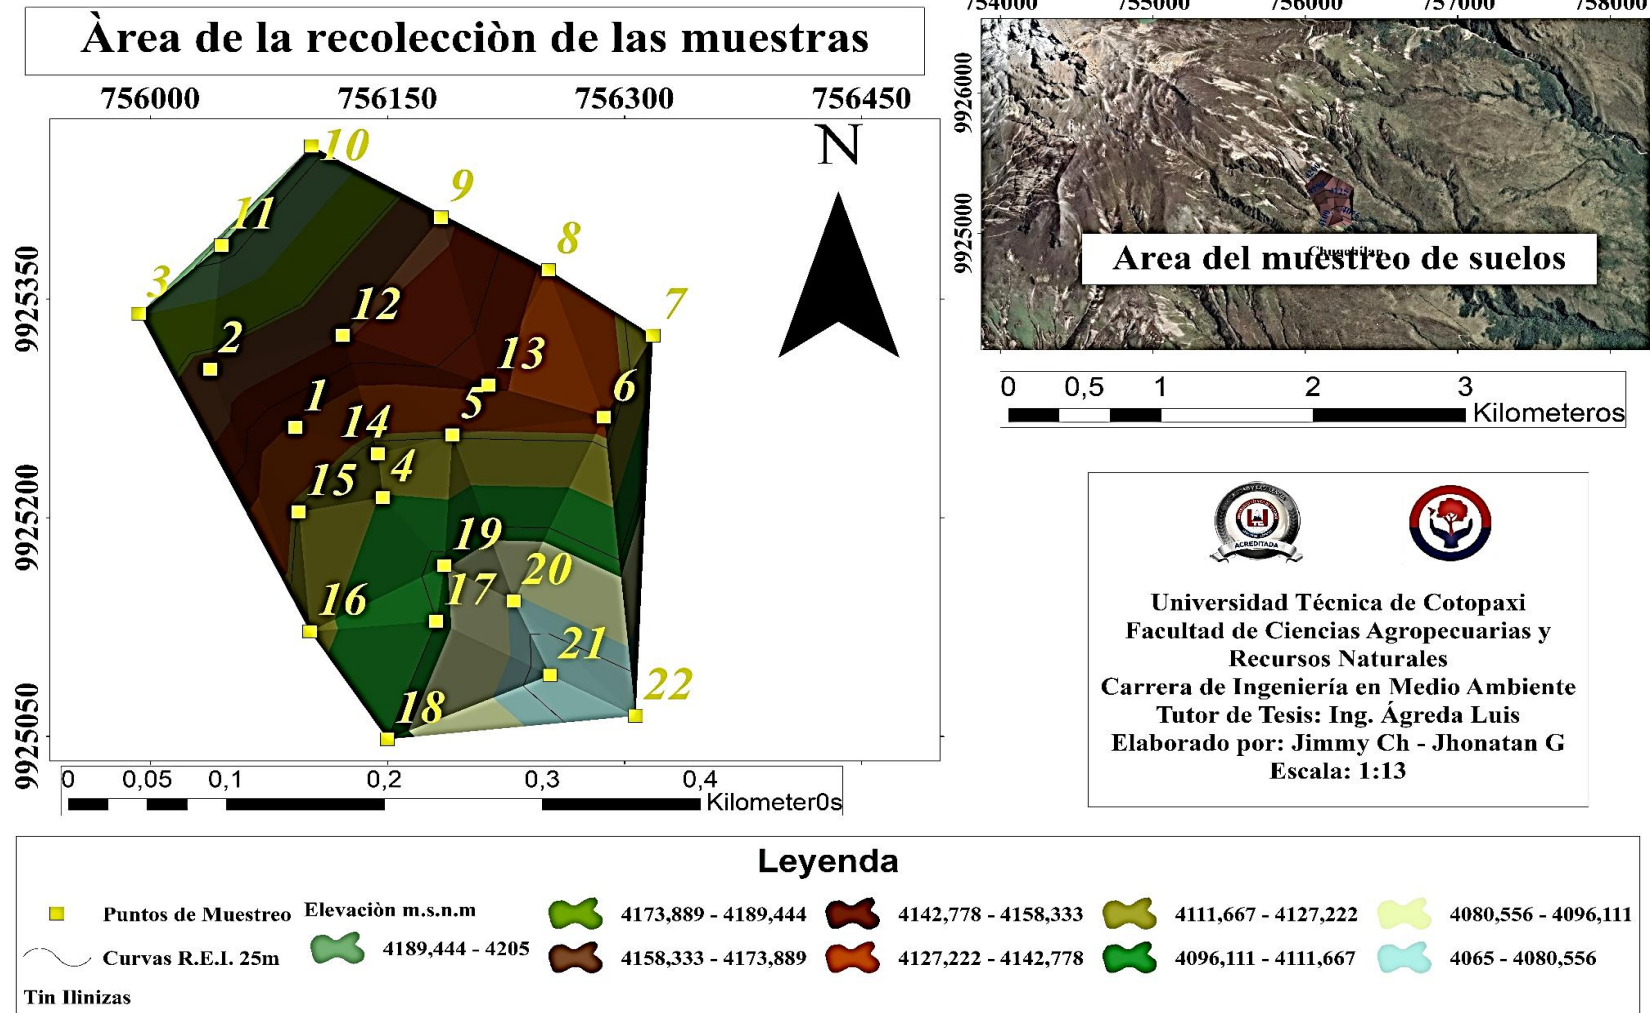 Àrea de la recolecciòn de las muestras
756000 756150 756300 756450
9925350
9925200
9925050
N
10
9
8
11
3
7
12
2
13
6
1
5
14
4
15
19
20
17
16
21
22
18
0 0,05 0,1 0,2 0,3 0,4
Kilometer0s
754000 755000 756000 757000 758000
9926000
9925000
Chugchilan
Area del muestreo de suelos
0 0,5 1 2 3
Kilometeros
ACREDITADA
Universidad Técnica de Cotopaxi
Facultad de Ciencias Agropecuarias y
Recursos Naturales
Carrera de Ingeniería en Medio Ambiente
Tutor de Tesis: Ing. Ágreda Luis
Elaborado por: Jimmy Ch - Jhonatan G
Escala: 1:13
Leyenda
Puntos de Muestreo
Curvas R.E.I. 25m
Tin Ilinizas
Elevaciòn m.s.n.m
4189,444 - 4205
4173,889 - 4189,444
4158,333 - 4173,889
4142,778 - 4158,333
4127,222 - 4142,778
4111,667 - 4127,222
4096,111 - 4111,667
4080,556 - 4096,111
4065 - 4080,556